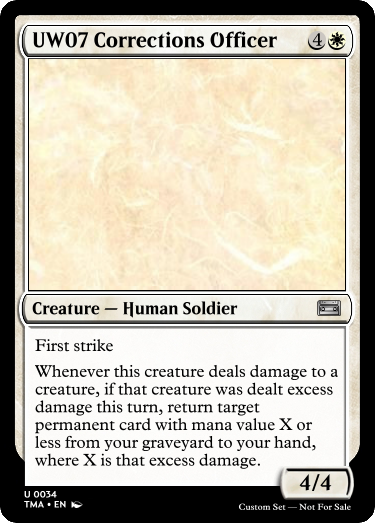 UW07 Corrections Officer 4
Creature — Human Soldier
First strike
Whenever this creature deals damage to a
creature, if that creature was dealt excess
damage this turn, return target
permanent card with mana value X or
less from your graveyard to your hand,
where X is that excess damage.
4/4
U 0034
TMA • EN
Custom Set — Not For Sale